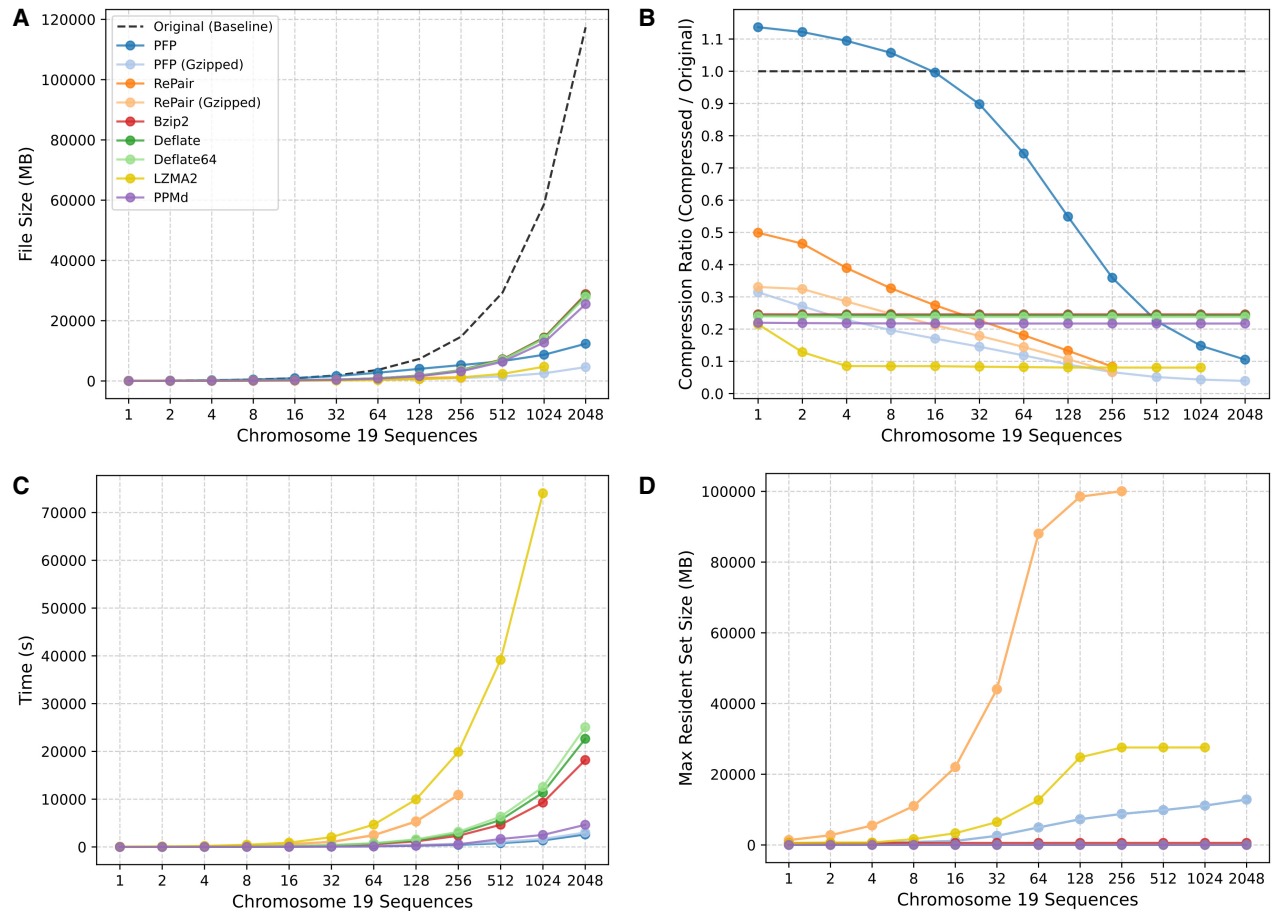 A
120000
100000
80000
60000
40000
20000
0
File Size (MB)
Original (Baseline)
PFP
PFP (Gzipped)
RePair
RePair (Gzipped)
Bzip2
Deflate
Deflate64
LZMA2
PPMd
1 2 4 8 16 32 64 128 256 512 1024 2048
Chromosome 19 Sequences
B
1.1
1.0
0.9
0.8
0.7
0.6
0.5
0.4
0.3
0.2
0.1
0.0
Compression Ratio (Compressed / Original)
1 2 4 8 16 32 64 128 256 512 1024 2048
Chromosome 19 Sequences
C
70000
60000
50000
40000
30000
20000
10000
0
Time (s)
1 2 4 8 16 32 64 128 256 512 1024 2048
Chromosome 19 Sequences
D
100000
80000
60000
40000
20000
0
Max Resident Set Size (MB)
1 2 4 8 16 32 64 128 256 512 1024 2048
Chromosome 19 Sequences